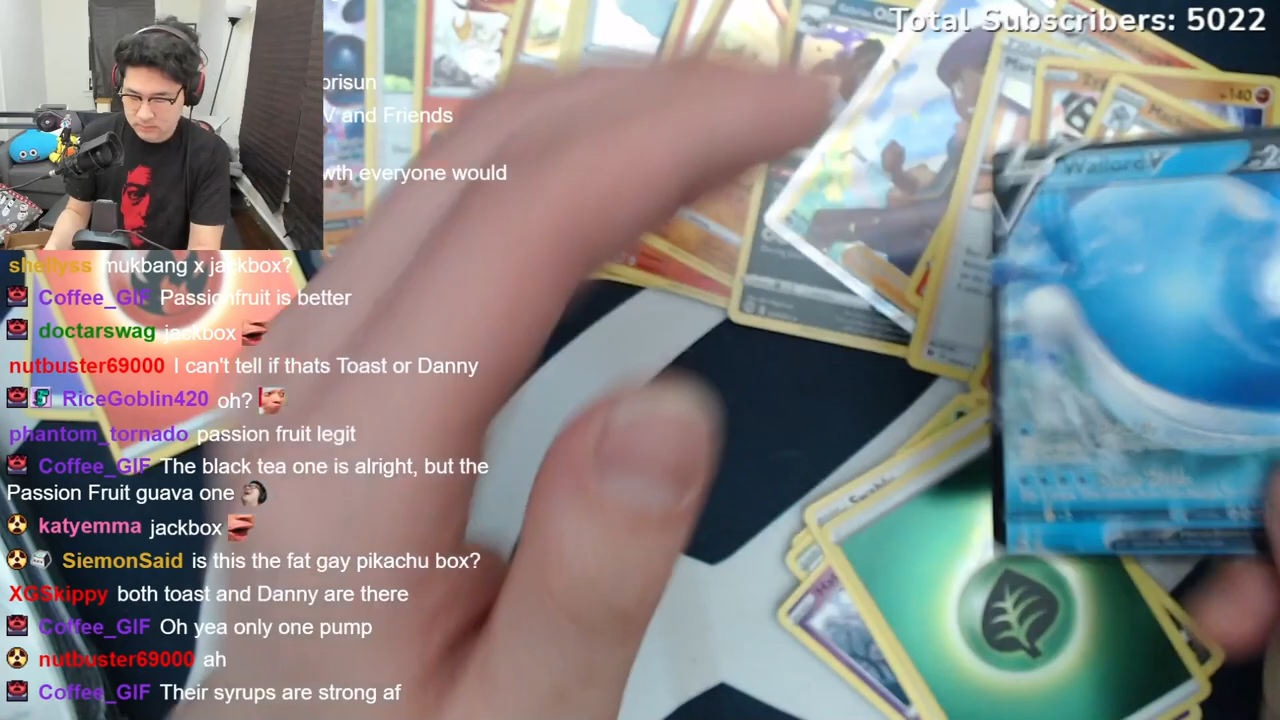 Total Subscribers: 5022
orisun
V and Friends
wth everyone would
shellyss mukbang x jackbox?
Coffee_GIF Passionfruit is better
doctarswag jackbox
nutbuster69000 I can't tell if thats Toast or Danny
RiceGoblin420 oh?
phantom_tornado passion fruit legit
Coffee_GIF The black tea one is alright, but the
Passion Fruit guava one
katyemma jackbox
SiemonSaid is this the fat gay pikachu box?
XGSkippy both toast and Danny are there
Coffee_GIF Oh yea only one pump
nutbuster69000 ah
Coffee_GIF Their syrups are strong af
140
Wailord V